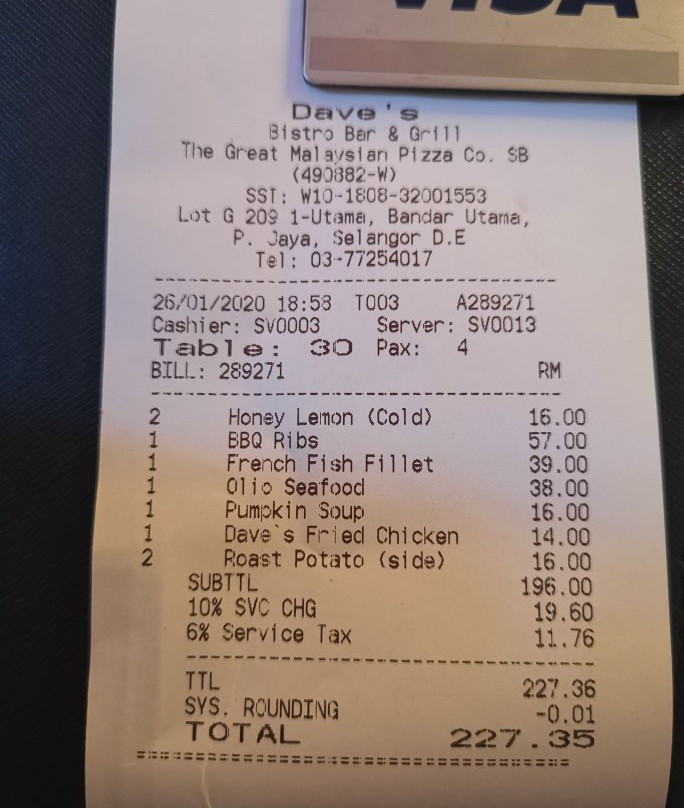 VISA
Dave's
Bistro Bar & Grill
The Great Malaysian Pizza Co. SB
(490882-W)
SST: W10-1808-32001553
Lot G 209 1-Utama, Bandar Utama,
P. Jaya, Selangor D.E
Tel: 03-77254017
26/01/2020 18:58 T003 A289271
Cashier: SV0003 Server: SV0013
Table: 30 Pax: 4
BILL: 289271 RM
2 Honey Lemon (Cold) 16.00
1 BBQ Ribs 57.00
1 French Fish Fillet 39.00
1 Olio Seafood 38.00
1 Pumpkin Soup 16.00
1 Dave`s Fried Chicken 14.00
2 Roast Potato (side) 16.00
SUBTTL 196.00
10% SVC CHG 19.60
6% Service Tax 11.76
TTL 227.36
SYS. ROUNDING -0.01
TOTAL 227.35